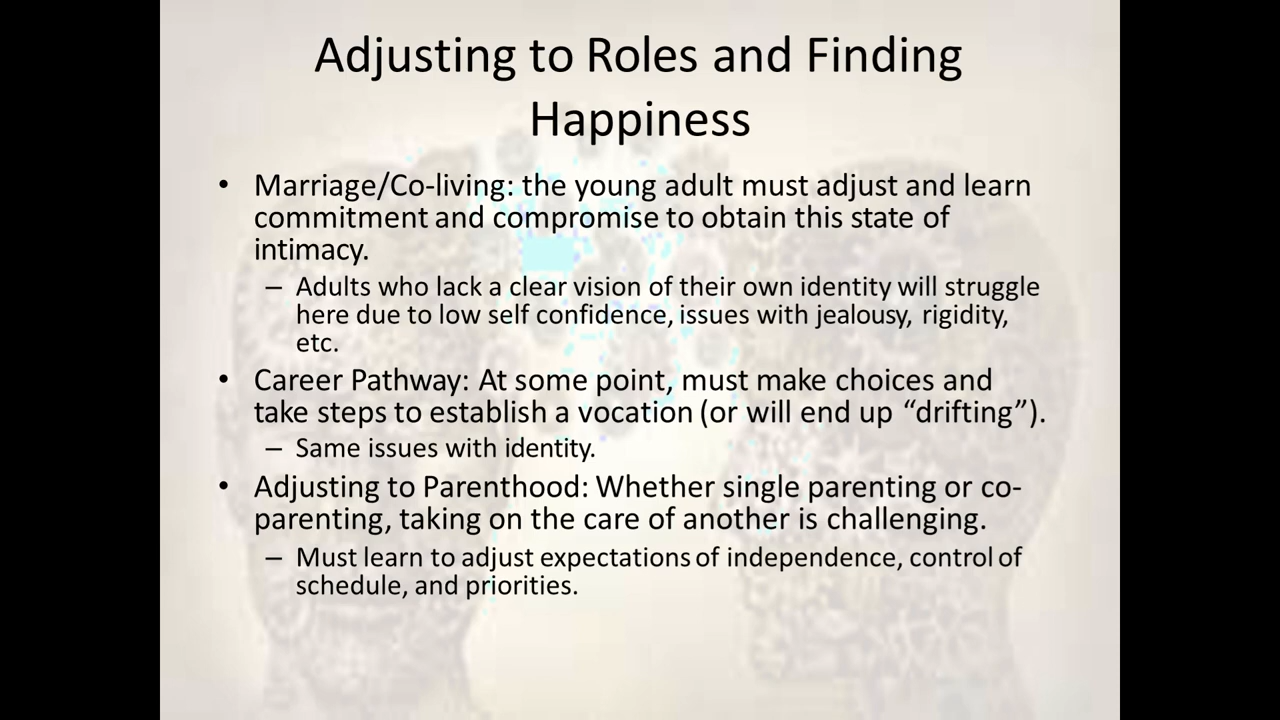 Adjusting to Roles and Finding
Happiness
• Marriage/Co-living: the young adult must adjust and learn
commitment and compromise to obtain this state of
intimacy.
– Adults who lack a clear vision of their own identity will struggle
here due to low self confidence, issues with jealousy, rigidity,
etc.
• Career Pathway: At some point, must make choices and
take steps to establish a vocation (or will end up “drifting”).
– Same issues with identity.
• Adjusting to Parenthood: Whether single parenting or co-
parenting, taking on the care of another is challenging.
– Must learn to adjust expectations of independence, control of
schedule, and priorities.